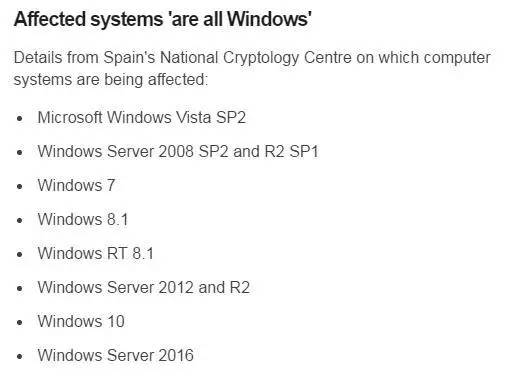 Affected systems 'are all Windows'
Details from Spain's National Cryptology Centre on which computer
systems are being affected:
• Microsoft Windows Vista SP2
• Windows Server 2008 SP2 and R2 SP1
• Windows 7
• Windows 8.1
• Windows RT 8.1
• Windows Server 2012 and R2
• Windows 10
• Windows Server 2016